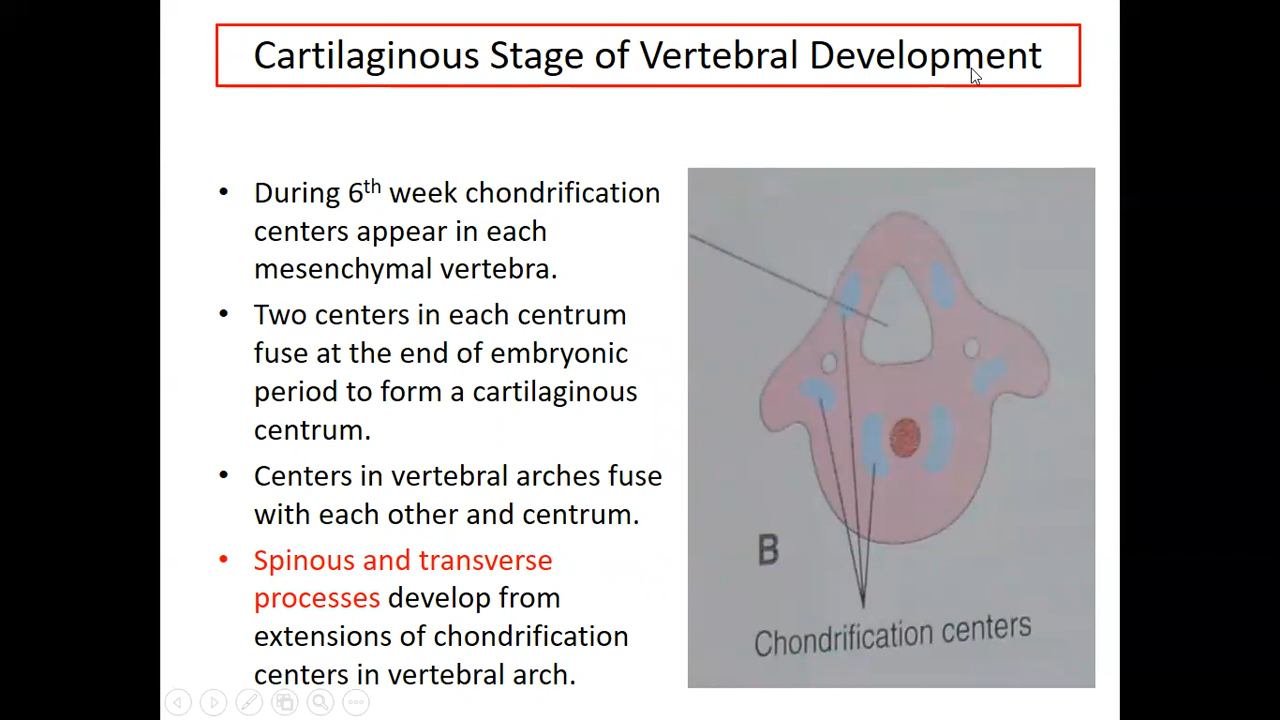 Cartilaginous Stage of Vertebral Development
• During 6th week chondrification
centers appear in each
mesenchymal vertebra.
• Two centers in each centrum
fuse at the end of embryonic
period to form a cartilaginous
centrum.
• Centers in vertebral arches fuse
with each other and centrum.
• Spinous and transverse
processes develop from
extensions of chondrification
centers in vertebral arch.
B
Chondrification centers